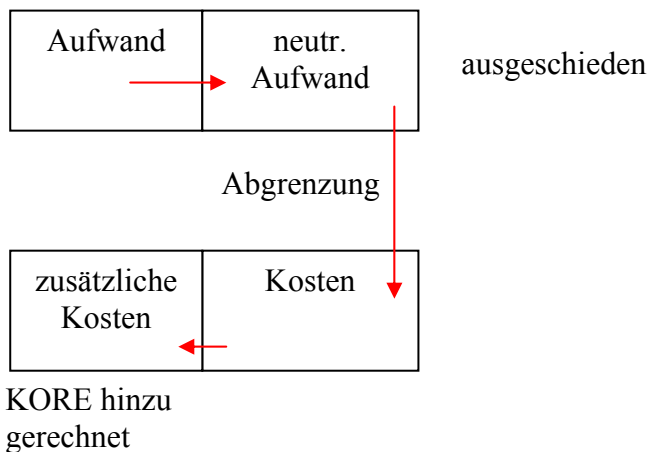 Aufwand
neutr.
Aufwand
ausgeschieden
Abgrenzung
zusätzliche
Kosten
Kosten
KORE hinzu
gerechnet